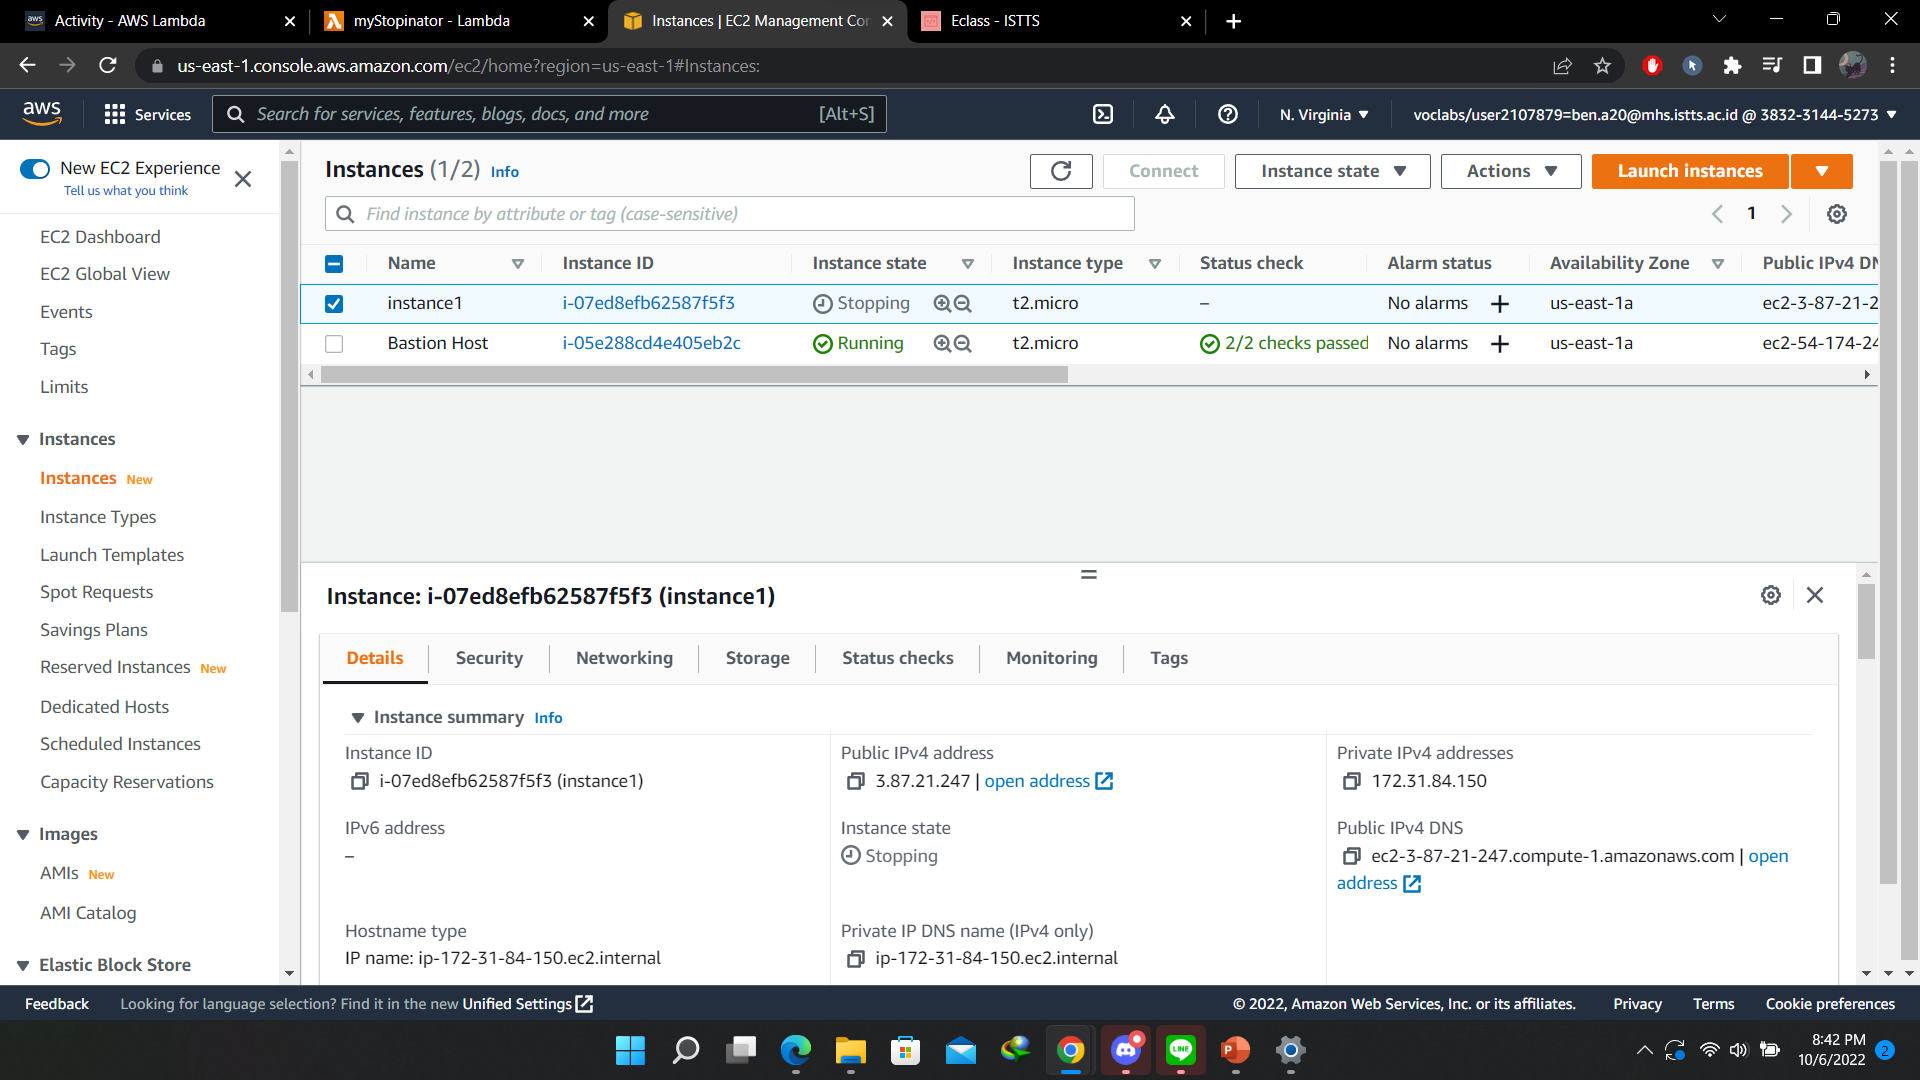 Activity - AWS Lambda
myStopinator - Lambda
Instances | EC2 Management Con
Eclass - ISTTS
us-east-1.console.aws.amazon.com/ec2/home?region=us-east-1#Instances:
aws
Services
Search for services, features, blogs, docs, and more
[Alt+S]
N. Virginia
voclabs/user2107879=ben.a20@mhs.istts.ac.id @ 3832-3144-5273
New EC2 Experience
Tell us what you think
EC2 Dashboard
EC2 Global View
Events
Tags
Limits
Instances
Instances New
Instance Types
Launch Templates
Spot Requests
Savings Plans
Reserved Instances New
Dedicated Hosts
Scheduled Instances
Capacity Reservations
Images
AMIs New
AMI Catalog
Elastic Block Store
Instances (1/2) Info
Connect
Instance state
Actions
Launch instances
Find instance by attribute or tag (case-sensitive)
1
Name Instance ID Instance state Instance type Status check Alarm status Availability Zone Public IPv4 DN
instance1 i-07ed8efb62587f5f3 Stopping t2.micro – No alarms + us-east-1a ec2-3-87-21-2
Bastion Host i-05e288cd4e405eb2c Running t2.micro 2/2 checks passed No alarms + us-east-1a ec2-54-174-24
Instance: i-07ed8efb62587f5f3 (instance1)
Details Security Networking Storage Status checks Monitoring Tags
Instance summary Info
Instance ID
i-07ed8efb62587f5f3 (instance1)
Public IPv4 address
3.87.21.247 | open address
Private IPv4 addresses
172.31.84.150
IPv6 address
–
Instance state
Stopping
Public IPv4 DNS
ec2-3-87-21-247.compute-1.amazonaws.com | open
address
Hostname type
IP name: ip-172-31-84-150.ec2.internal
Private IP DNS name (IPv4 only)
ip-172-31-84-150.ec2.internal
Feedback
Looking for language selection? Find it in the new Unified Settings
© 2022, Amazon Web Services, Inc. or its affiliates.
Privacy
Terms
Cookie preferences
LINE
8:42 PM
10/6/2022
2